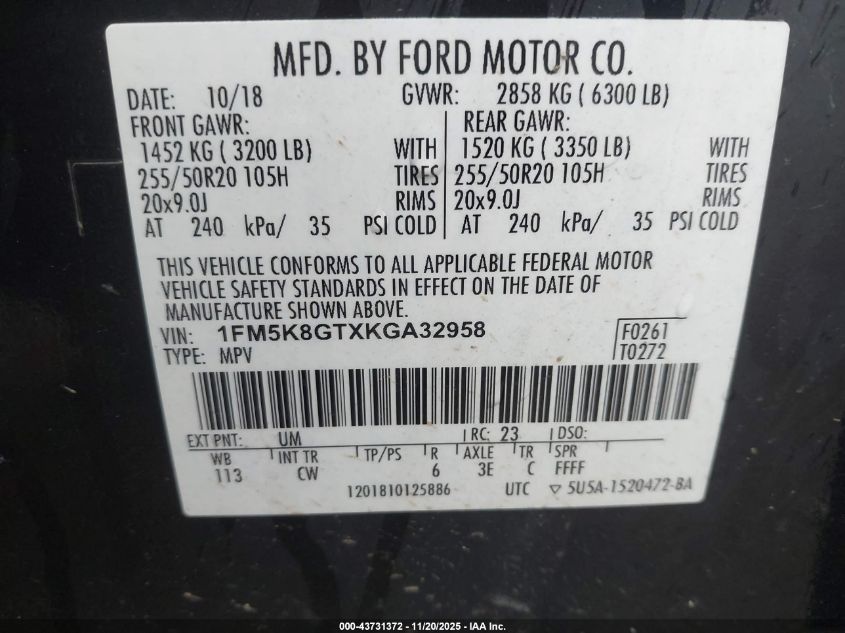 MFD. BY FORD MOTOR CO.
DATE: 10/18 GVWR: 2858 KG ( 6300 LB)
FRONT GAWR: REAR GAWR:
1452 KG ( 3200 LB) WITH 1520 KG ( 3350 LB) WITH
255/50R20 105H TIRES 255/50R20 105H TIRES
20x9.0J RIMS 20x9.0J RIMS
AT 240 kPa/ 35 PSI COLD AT 240 kPa/ 35 PSI COLD
THIS VEHICLE CONFORMS TO ALL APPLICABLE FEDERAL MOTOR
VEHICLE SAFETY STANDARDS IN EFFECT ON THE DATE OF
MANUFACTURE SHOWN ABOVE.
VIN: 1FM5K8GTXKGA32958 F0261
TYPE: MPV T0272
EXT PNT: UM RC: 23 DSO:
WB INT TR TP/PS R AXLE TR SPR
113 CW 6 3E C FFFF
1201810125886 UTC ▽ 5U5A-1520472-BA
000-43731372 - 11/20/2025 - IAA Inc.